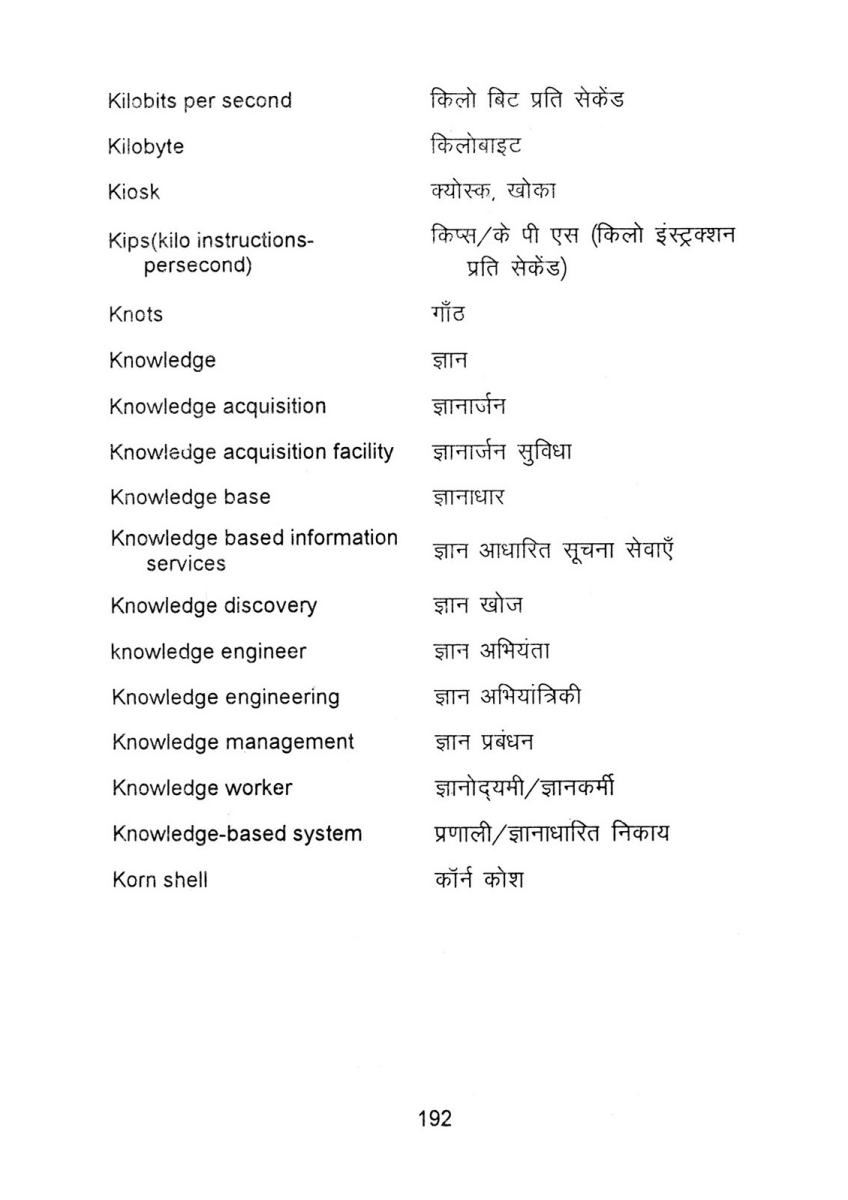 Kilobits per second किलो बिट प्रति सेकेंड
Kilobyte किलोबाइट
Kiosk क्योस्क, खोका
Kips(kilo instructions- किप्स/के पी एस (किलो इंस्ट्रक्शन
persecond) प्रति सेकेंड)
Knots गाँठ
Knowledge ज्ञान
Knowledge acquisition ज्ञानार्जन
Knowledge acquisition facility ज्ञानार्जन सुविधा
Knowledge base ज्ञानाधार
Knowledge based information
services ज्ञान आधारित सूचना सेवाएँ
Knowledge discovery ज्ञान खोज
knowledge engineer ज्ञान अभियंता
Knowledge engineering ज्ञान अभियांत्रिकी
Knowledge management ज्ञान प्रबंधन
Knowledge worker ज्ञानोद्‌यमी/ज्ञानकर्मी
Knowledge-based system प्रणाली/ज्ञानाधारित निकाय
Korn shell कॉर्न कोश
192